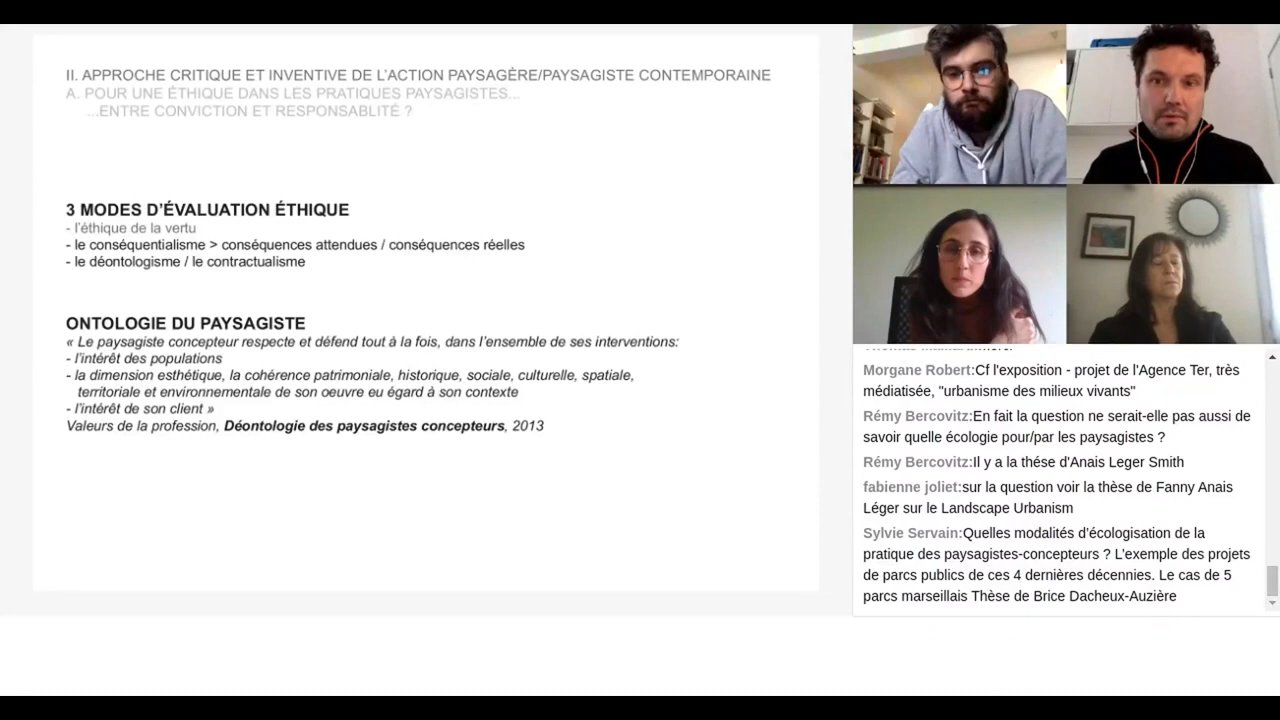 II. APPROCHE CRITIQUE ET INVENTIVE DE L'ACTION PAYSAGÈRE/PAYSAGISTE CONTEMPORAINE
A. POUR UNE ÉTHIQUE DANS LES PRATIQUES PAYSAGISTES...
...ENTRE CONVICTION ET RESPONSABLITÉ ?
3 MODES D'ÉVALUATION ÉTHIQUE
- l'éthique de la vertu
- le conséquentialisme > conséquences attendues / conséquences réelles
- le déontologisme / le contractualisme
ONTOLOGIE DU PAYSAGISTE
« Le paysagiste concepteur respecte et défend tout à la fois, dans l'ensemble de ses interventions:
- l'intérêt des populations
- la dimension esthétique, la cohérence patrimoniale, historique, sociale, culturelle, spatiale,
territoriale et environnementale de son oeuvre eu égard à son contexte
- l'intérêt de son client »
Valeurs de la profession, Déontologie des paysagistes concepteurs, 2013
Morgane Robert:Cf l'exposition - projet de l'Agence Ter, très
médiatisée, "urbanisme des milieux vivants"
Rémy Bercovitz:En fait la question ne serait-elle pas aussi de
savoir quelle écologie pour/par les paysagistes ?
Rémy Bercovitz:Il y a la thése d'Anais Leger Smith
fabienne joliet:sur la question voir la thèse de Fanny Anais
Léger sur le Landscape Urbanism
Sylvie Servain:Quelles modalités d'écologisation de la
pratique des paysagistes-concepteurs ? L'exemple des projets
de parcs publics de ces 4 dernières décennies. Le cas de 5
parcs marseillais Thèse de Brice Dacheux-Auzière